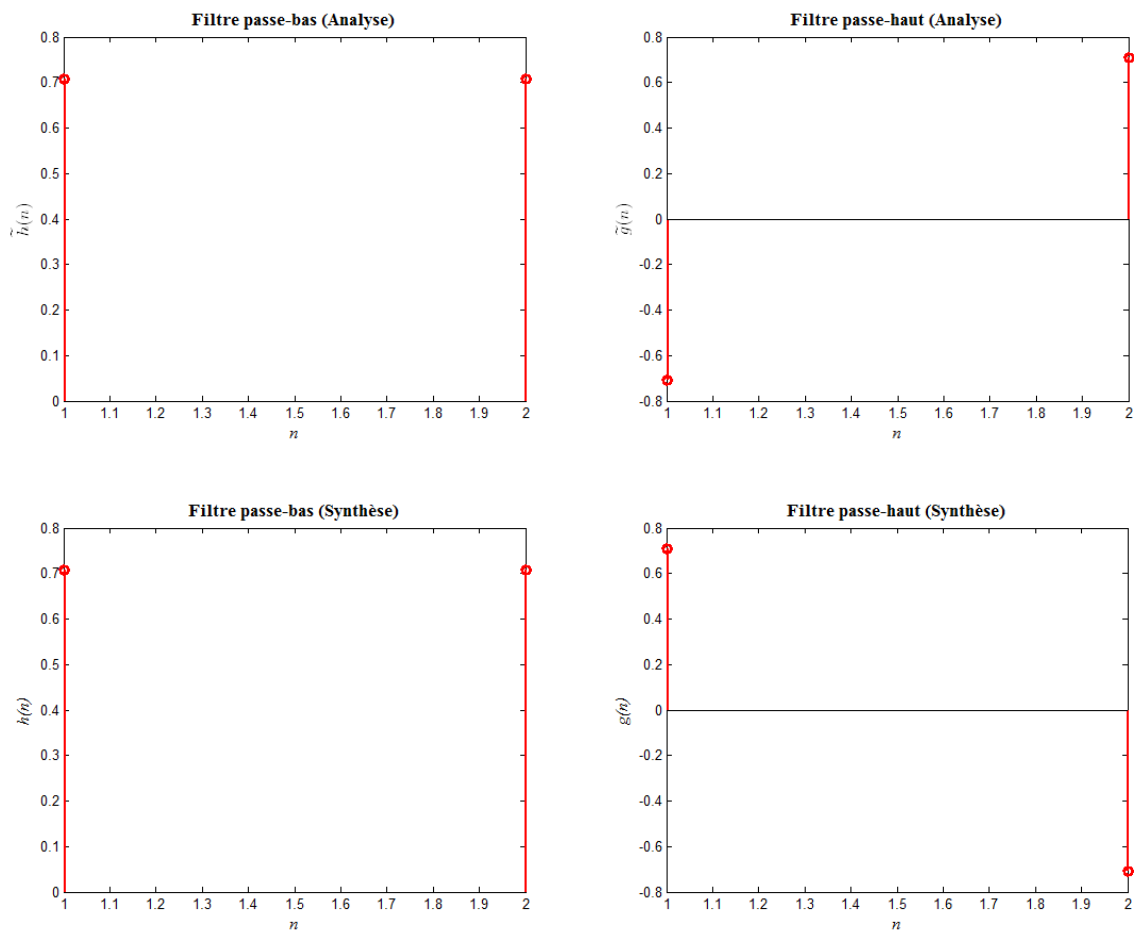 Filtre passe-bas (Analyse)
0.8
0.7
0.6
0.5
0.4
0.3
0.2
0.1
0
h̃(n)
1 1.1 1.2 1.3 1.4 1.5 1.6 1.7 1.8 1.9 2
n
Filtre passe-haut (Analyse)
0.8
0.6
0.4
0.2
0
-0.2
-0.4
-0.6
-0.8
g̃(n)
1 1.1 1.2 1.3 1.4 1.5 1.6 1.7 1.8 1.9 2
n
Filtre passe-bas (Synthèse)
0.8
0.7
0.6
0.5
0.4
0.3
0.2
0.1
0
h(n)
1 1.1 1.2 1.3 1.4 1.5 1.6 1.7 1.8 1.9 2
n
Filtre passe-haut (Synthèse)
0.8
0.6
0.4
0.2
0
-0.2
-0.4
-0.6
-0.8
g(n)
1 1.1 1.2 1.3 1.4 1.5 1.6 1.7 1.8 1.9 2
n